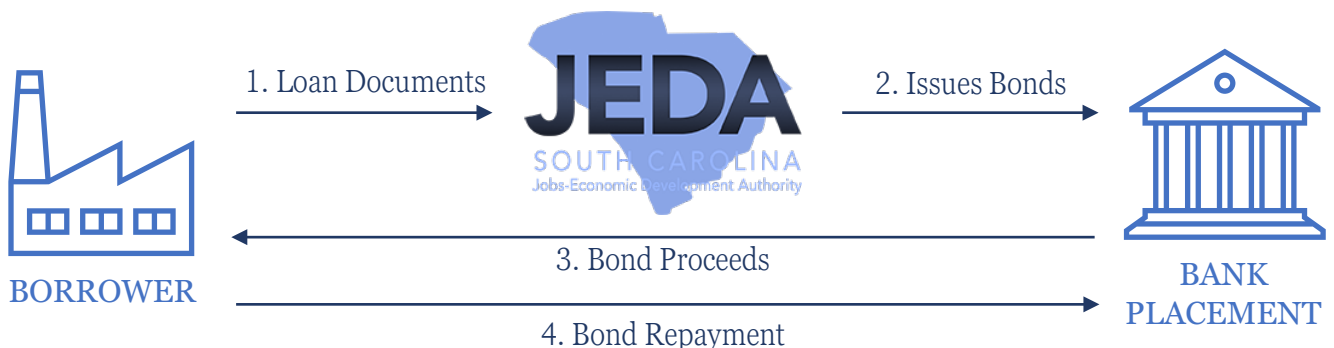 1. Loan Documents
JEDA
SOUTH CAROLINA
Jobs-Economic Development Authority
2. Issues Bonds
3. Bond Proceeds
BORROWER
4. Bond Repayment
BANK
PLACEMENT